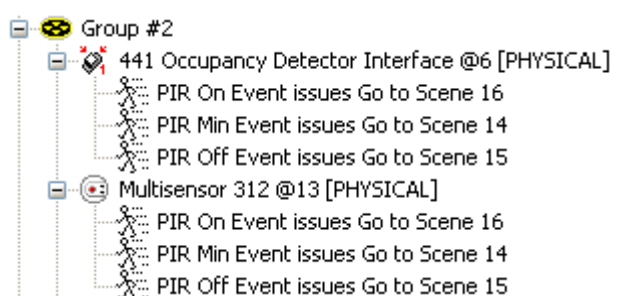 Group #2
441 Occupancy Detector Interface @6 [PHYSICAL]
PIR On Event issues Go to Scene 16
PIR Min Event issues Go to Scene 14
PIR Off Event issues Go to Scene 15
Multisensor 312 @13 [PHYSICAL]
PIR On Event issues Go to Scene 16
PIR Min Event issues Go to Scene 14
PIR Off Event issues Go to Scene 15